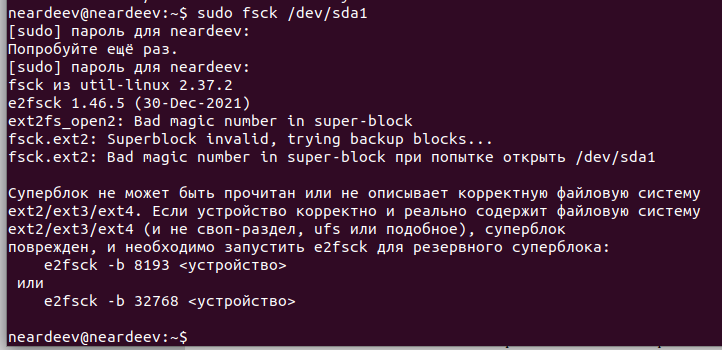 neardeev@neardeev:~$ sudo fsck /dev/sda1
[sudo] пароль для neardeev:
Попробуйте ещё раз.
[sudo] пароль для neardeev:
fsck из util-linux 2.37.2
e2fsck 1.46.5 (30-Dec-2021)
ext2fs_open2: Bad magic number in super-block
fsck.ext2: Superblock invalid, trying backup blocks...
fsck.ext2: Bad magic number in super-block при попытке открыть /dev/sda1
Суперблок не может быть прочитан или не описывает корректную файловую систему
ext2/ext3/ext4. Если устройство корректно и реально содержит файловую систему
ext2/ext3/ext4 (и не своп-раздел, ufs или подобное), суперблок
поврежден, и необходимо запустить e2fsck для резервного суперблока:
    e2fsck -b 8193 <устройство>
 или
    e2fsck -b 32768 <устройство>
neardeev@neardeev:~$